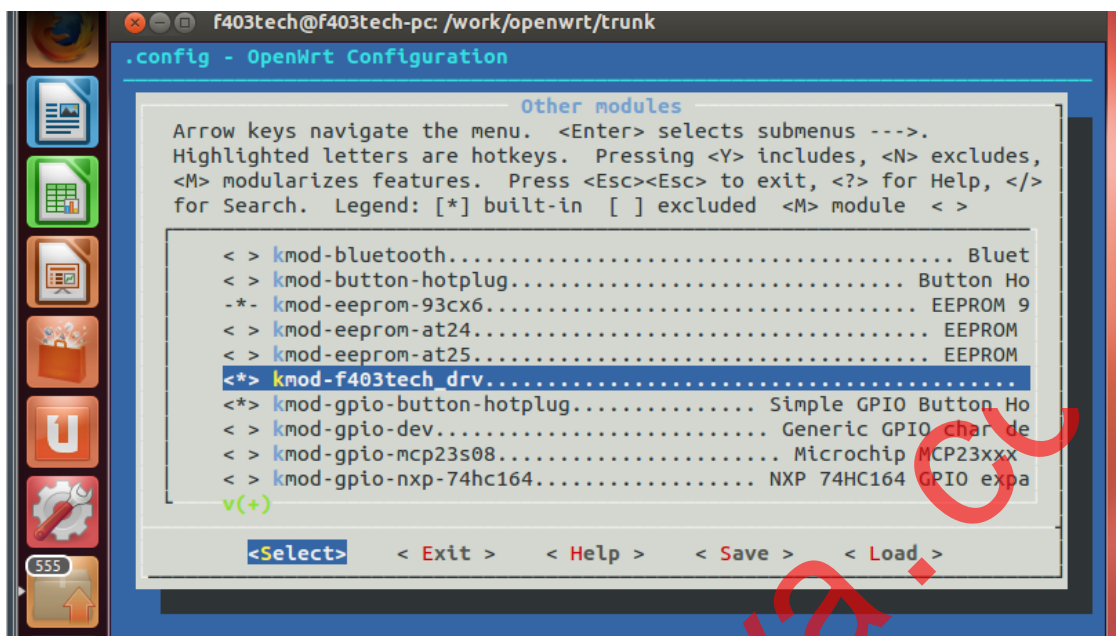 f403tech@f403tech-pc: /work/openwrt/trunk
.config - OpenWrt Configuration
Other modules
Arrow keys navigate the menu.  <Enter> selects submenus --->.
Highlighted letters are hotkeys.  Pressing <Y> includes, <N> excludes,
<M> modularizes features.  Press <Esc><Esc> to exit, <?> for Help, </>
for Search.  Legend: [*] built-in  [ ] excluded  <M> module  < >
< > kmod-bluetooth......................................... Bluet
< > kmod-button-hotplug................................ Button Ho
-*- kmod-eeprom-93cx6................................... EEPROM 9
< > kmod-eeprom-at24..................................... EEPROM
< > kmod-eeprom-at25..................................... EEPROM
<*> kmod-f403tech_drv...........................................
<*> kmod-gpio-button-hotplug............... Simple GPIO Button Ho
< > kmod-gpio-dev............................ Generic GPIO char de
< > kmod-gpio-mcp23s08....................... Microchip MCP23xxx
< > kmod-gpio-nxp-74hc164.................. NXP 74HC164 GPIO expa
v(+)
<Select>    < Exit >    < Help >    < Save >    < Load >
555